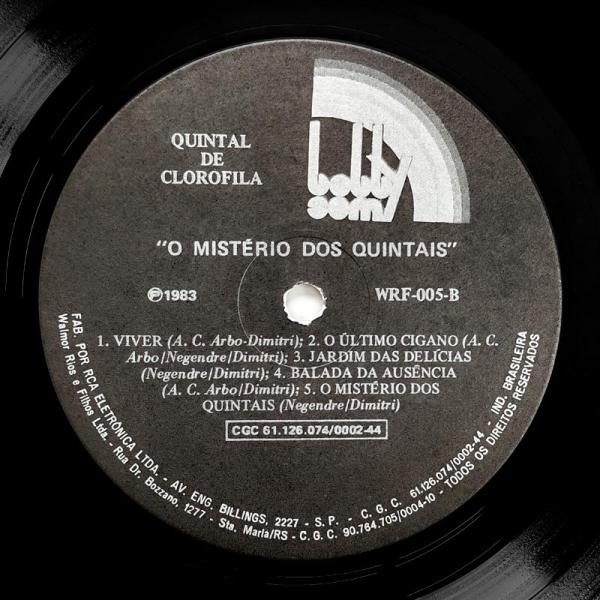 QUINTAL
DE
CLOROFILA
bobby
som
"O MISTÉRIO DOS QUINTAIS"
Ⓟ1983
WRF-005-B
1. VIVER (A. C. Arbo-Dimitri); 2. O ÚLTIMO CIGANO (A. C.
Arbo/Negendre/Dimitri); 3. JARDIM DAS DELÍCIAS
(Negendre/Dimitri); 4. BALADA DA AUSÊNCIA
(A. C. Arbo/Dimitri); 5. O MISTÉRIO DOS
QUINTAIS (Negendre/Dimitri)
CGC 61.126.074/0002-44
FAB. POR RCA ELETRÔNICA LTDA. - AV. ENG. BILLINGS, 2227 - S.P. - C.G.C. 61.126.074/0002-44 - IND. BRASILEIRA
Walmor Rios e Filhos Ltda. - Rua Dr. Bozzano, 1277 - Sta. Maria/RS - C.G.C. 90.764.705/0004-10 - TODOS OS DIREITOS RESERVADOS